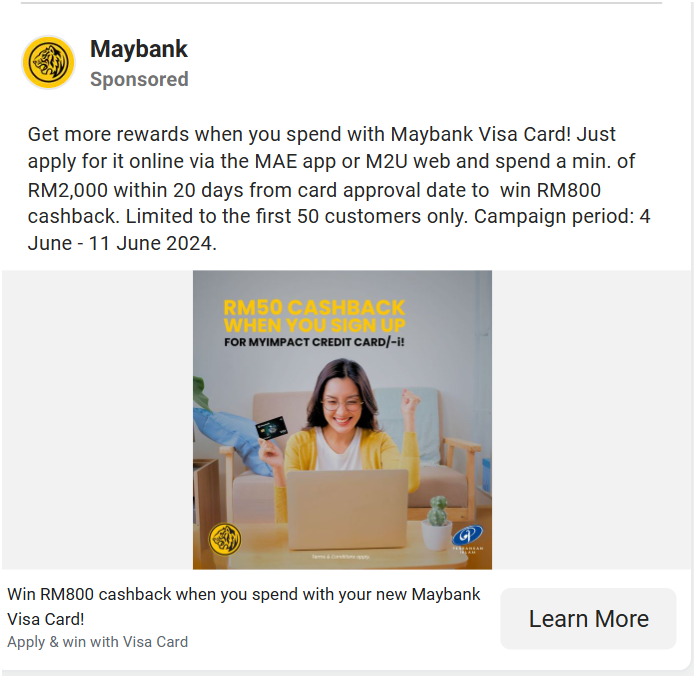 Maybank
Sponsored
Get more rewards when you spend with Maybank Visa Card! Just
apply for it online via the MAE app or M2U web and spend a min. of
RM2,000 within 20 days from card approval date to  win RM800
cashback. Limited to the first 50 customers only. Campaign period: 4
June - 11 June 2024.
RM50 CASHBACK
WHEN YOU SIGN UP
FOR MYIMPACT CREDIT CARD/-i!
PERBANKAN
ISLAM
Terms & Conditions apply.
Win RM800 cashback when you spend with your new Maybank
Visa Card!
Apply & win with Visa Card
Learn More